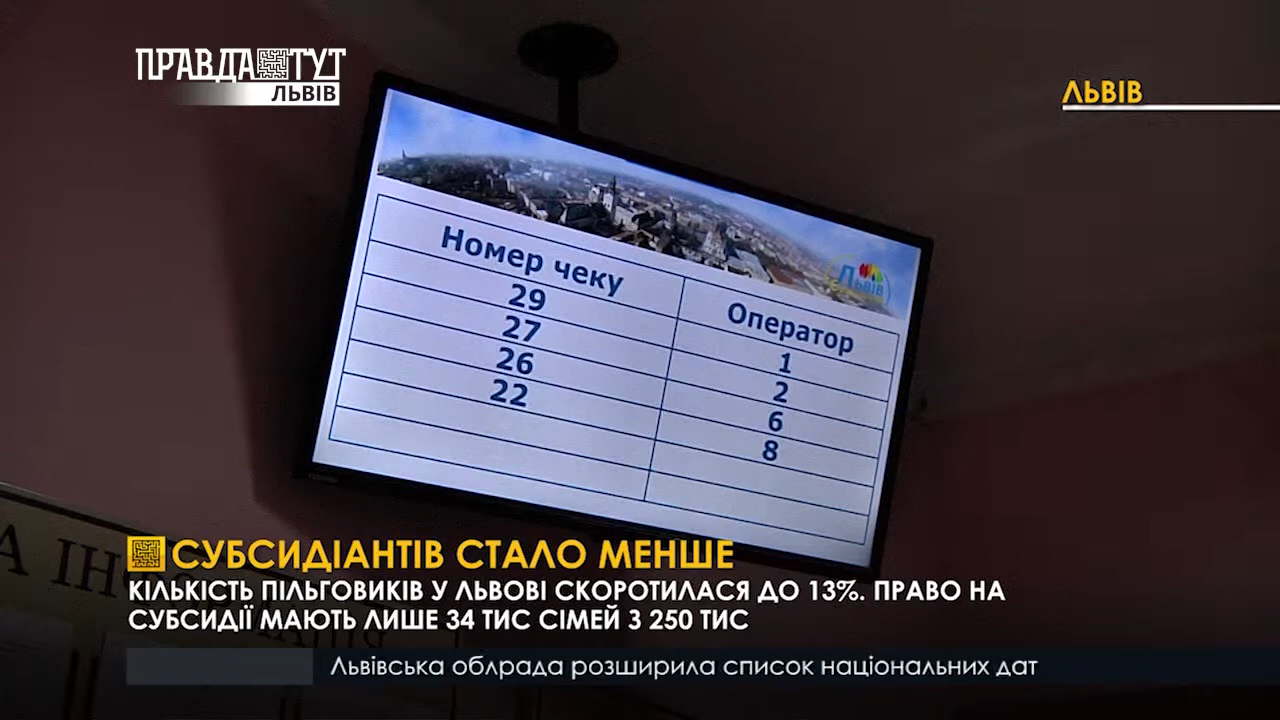 ПРАВДА ТУТ
ЛЬВІВ
ЛЬВІВ
Львів
Номер чеку Оператор
29 1
27 2
26 6
22 8
СУБСИДІАНТІВ СТАЛО МЕНШЕ
КІЛЬКІСТЬ ПІЛЬГОВИКІВ У ЛЬВОВІ СКОРОТИЛАСЯ ДО 13%. ПРАВО НА
СУБСИДІЇ МАЮТЬ ЛИШЕ 34 ТИС СІМЕЙ З 250 ТИС
Львівська облрада розширила список національних дат